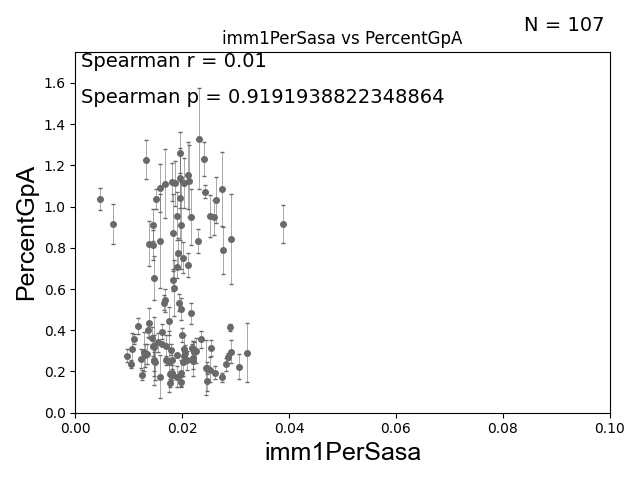 N = 107
imm1PerSasa vs PercentGpA
Spearman r = 0.01
Spearman p = 0.9191938822348864
PercentGpA
1.6
1.4
1.2
1.0
0.8
0.6
0.4
0.2
0.0
0.00 0.02 0.04 0.06 0.08 0.10
imm1PerSasa